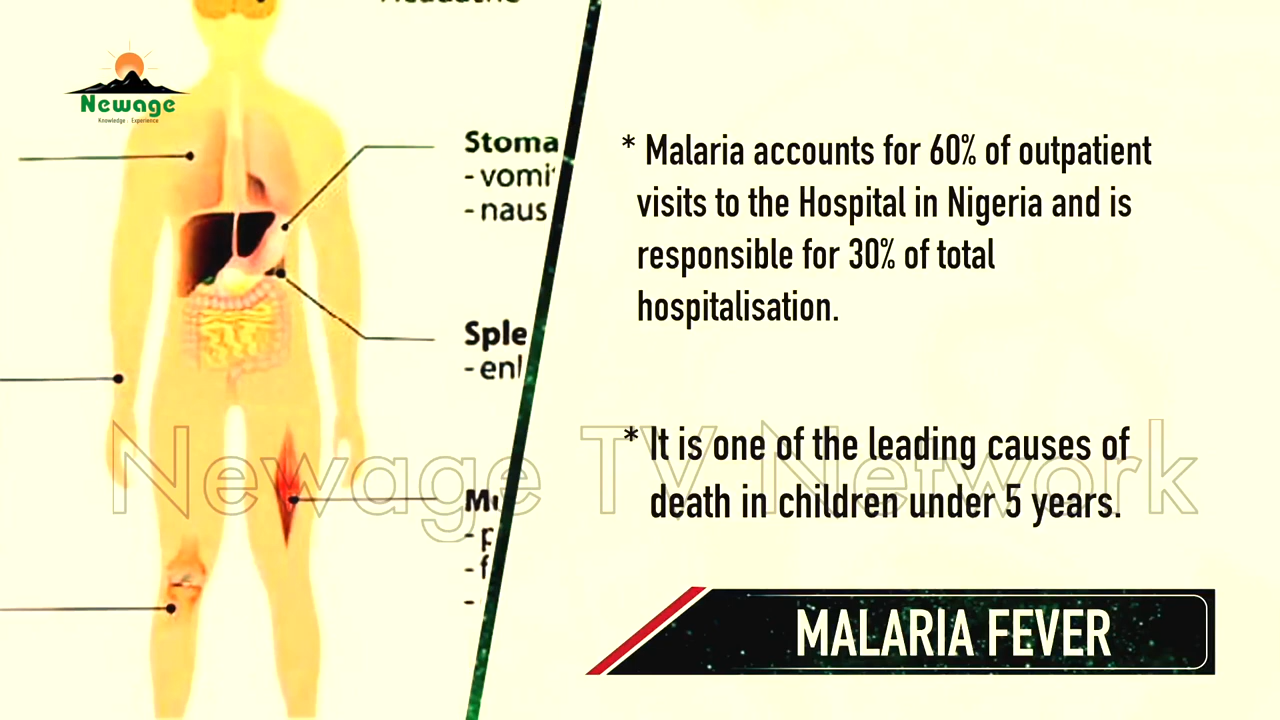 Newage
Knowledge : Experience
Stoma
- vomi
- naus
Sple
- enl
* Malaria accounts for 60% of outpatient
visits to the Hospital in Nigeria and is
responsible for 30% of total
hospitalisation.
* It is one of the leading causes of
death in children under 5 years.
Newage TV Network
MALARIA FEVER